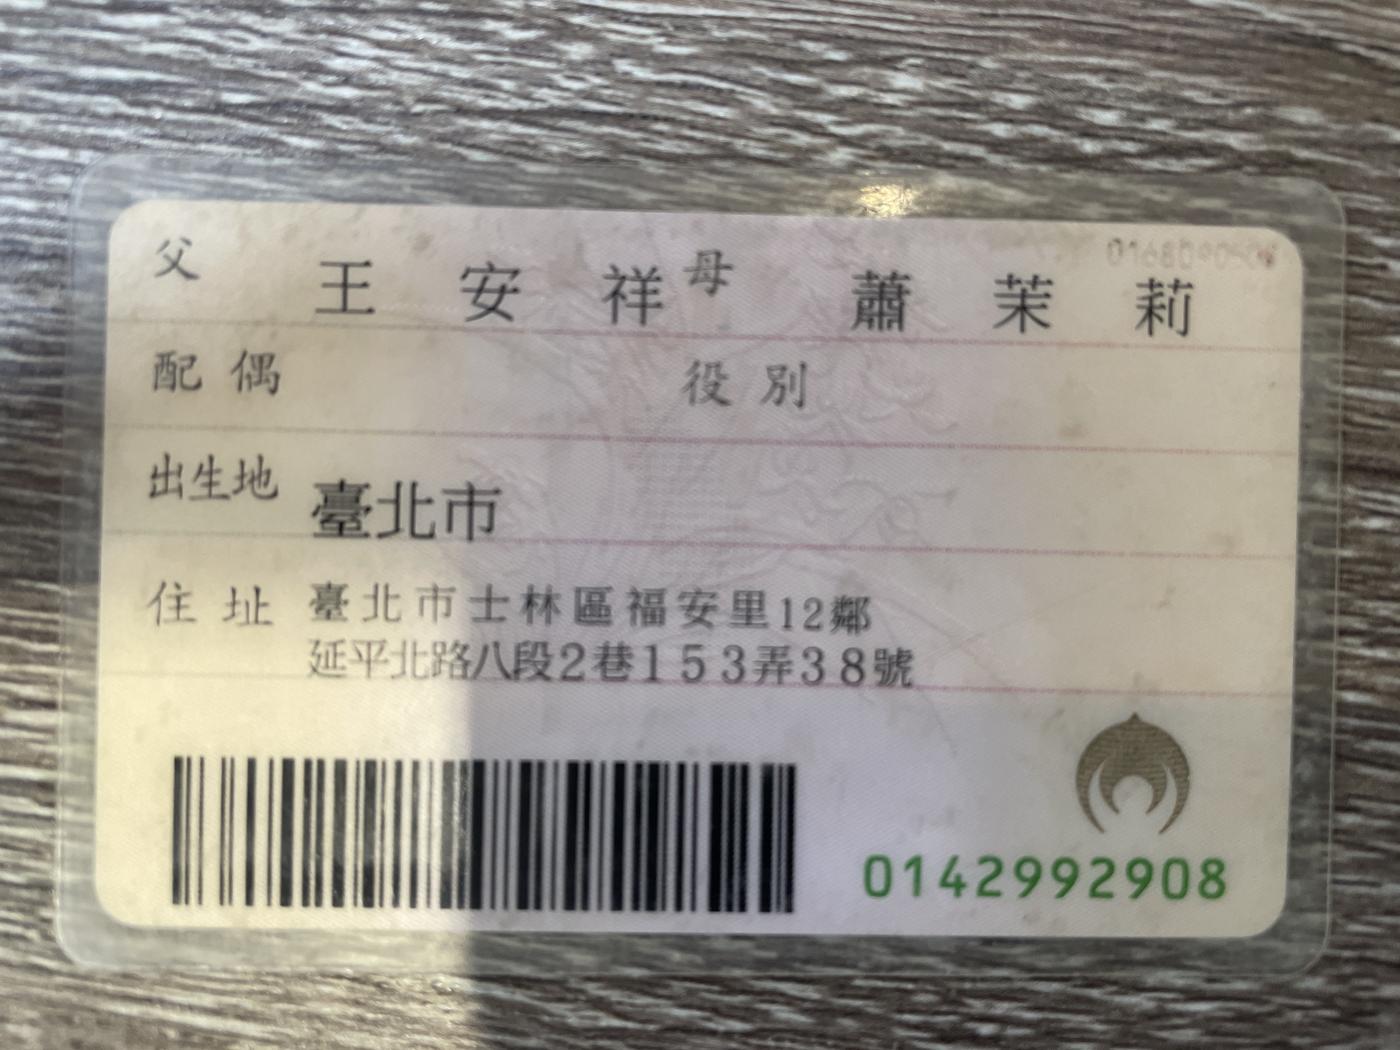 父 王安祥 母 蕭茉莉
配偶 役別
出生地 臺北市
住址 臺北市士林區福安里12鄰
延平北路八段2巷153弄38號
0142992908